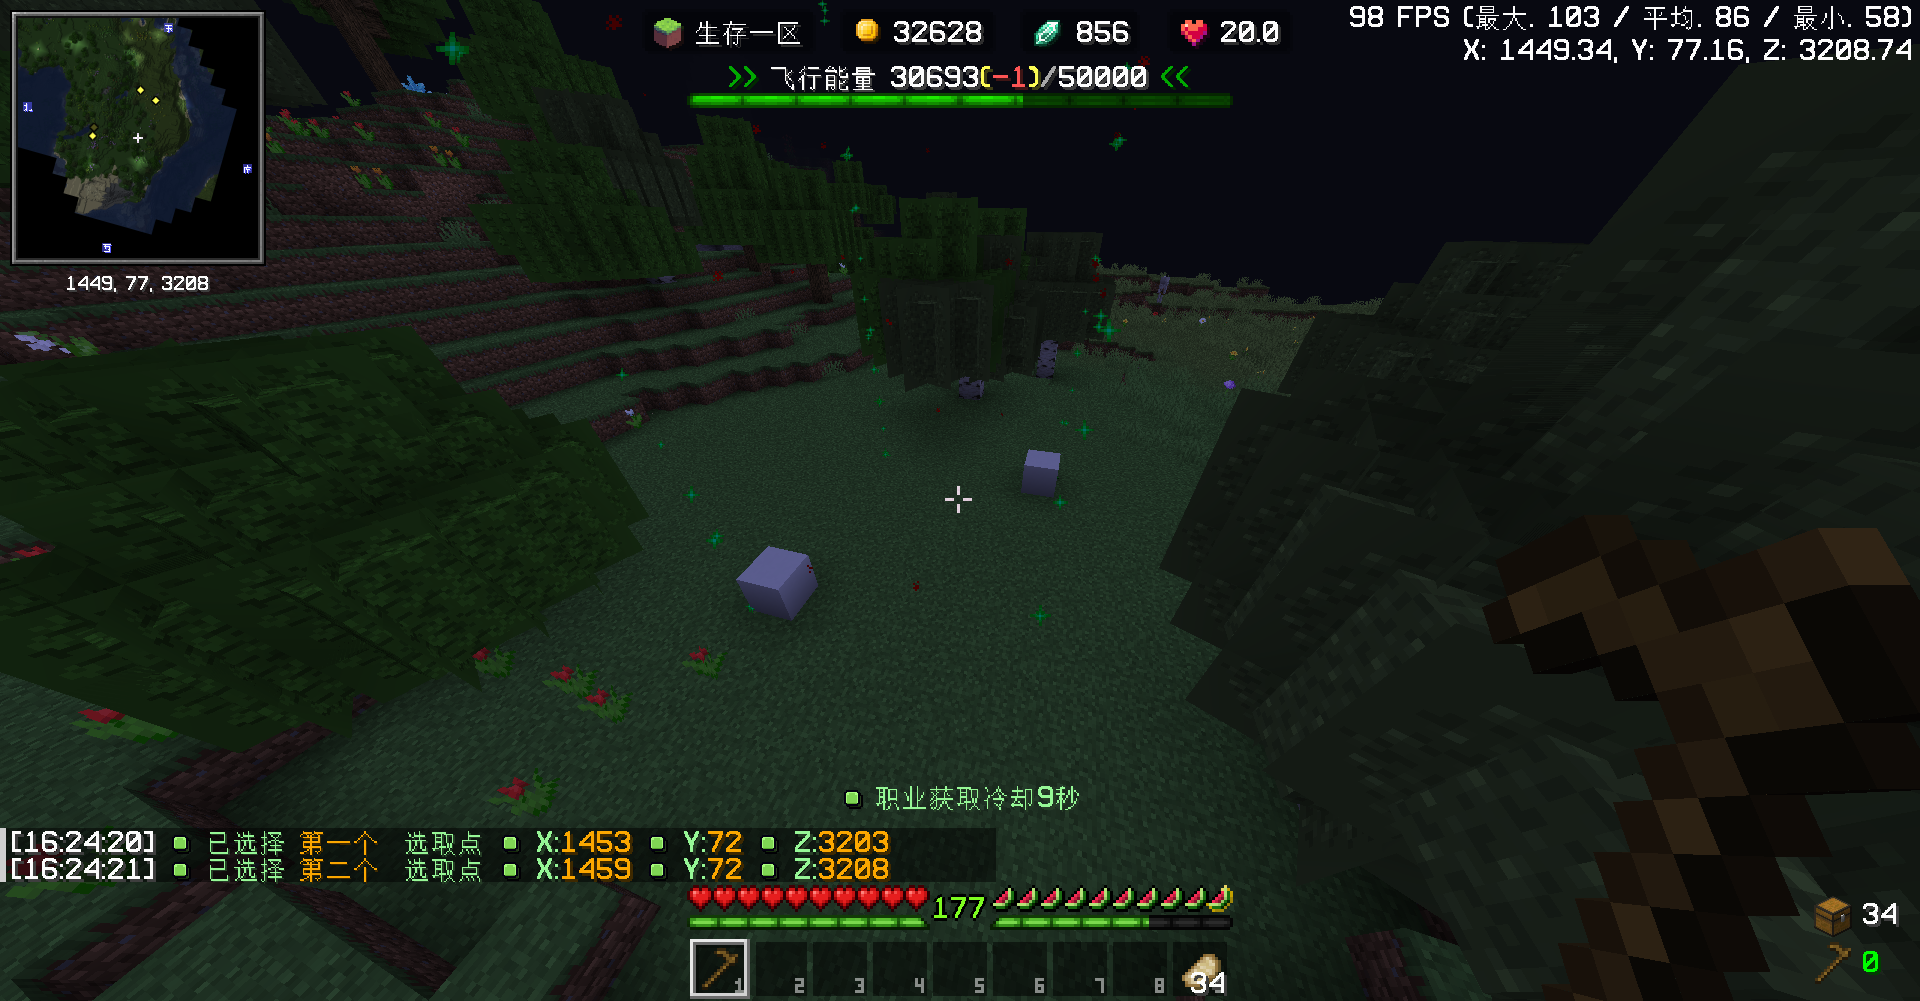 生存一区 32628 856 20.0
>> 飞行能量 30693(-1)/50000 <<
98 FPS (最大. 103 / 平均. 86 / 最小. 58)
X: 1449.34, Y: 77.16, Z: 3208.74
下
北
东
西
1449, 77, 3208
职业获取冷却9秒
[16:24:20] 已选择 第一个 选取点 X:1453 Y:72 Z:3203
[16:24:21] 已选择 第二个 选取点 X:1459 Y:72 Z:3208
177
34
0
1 2 3 4 5 6 7 8 34